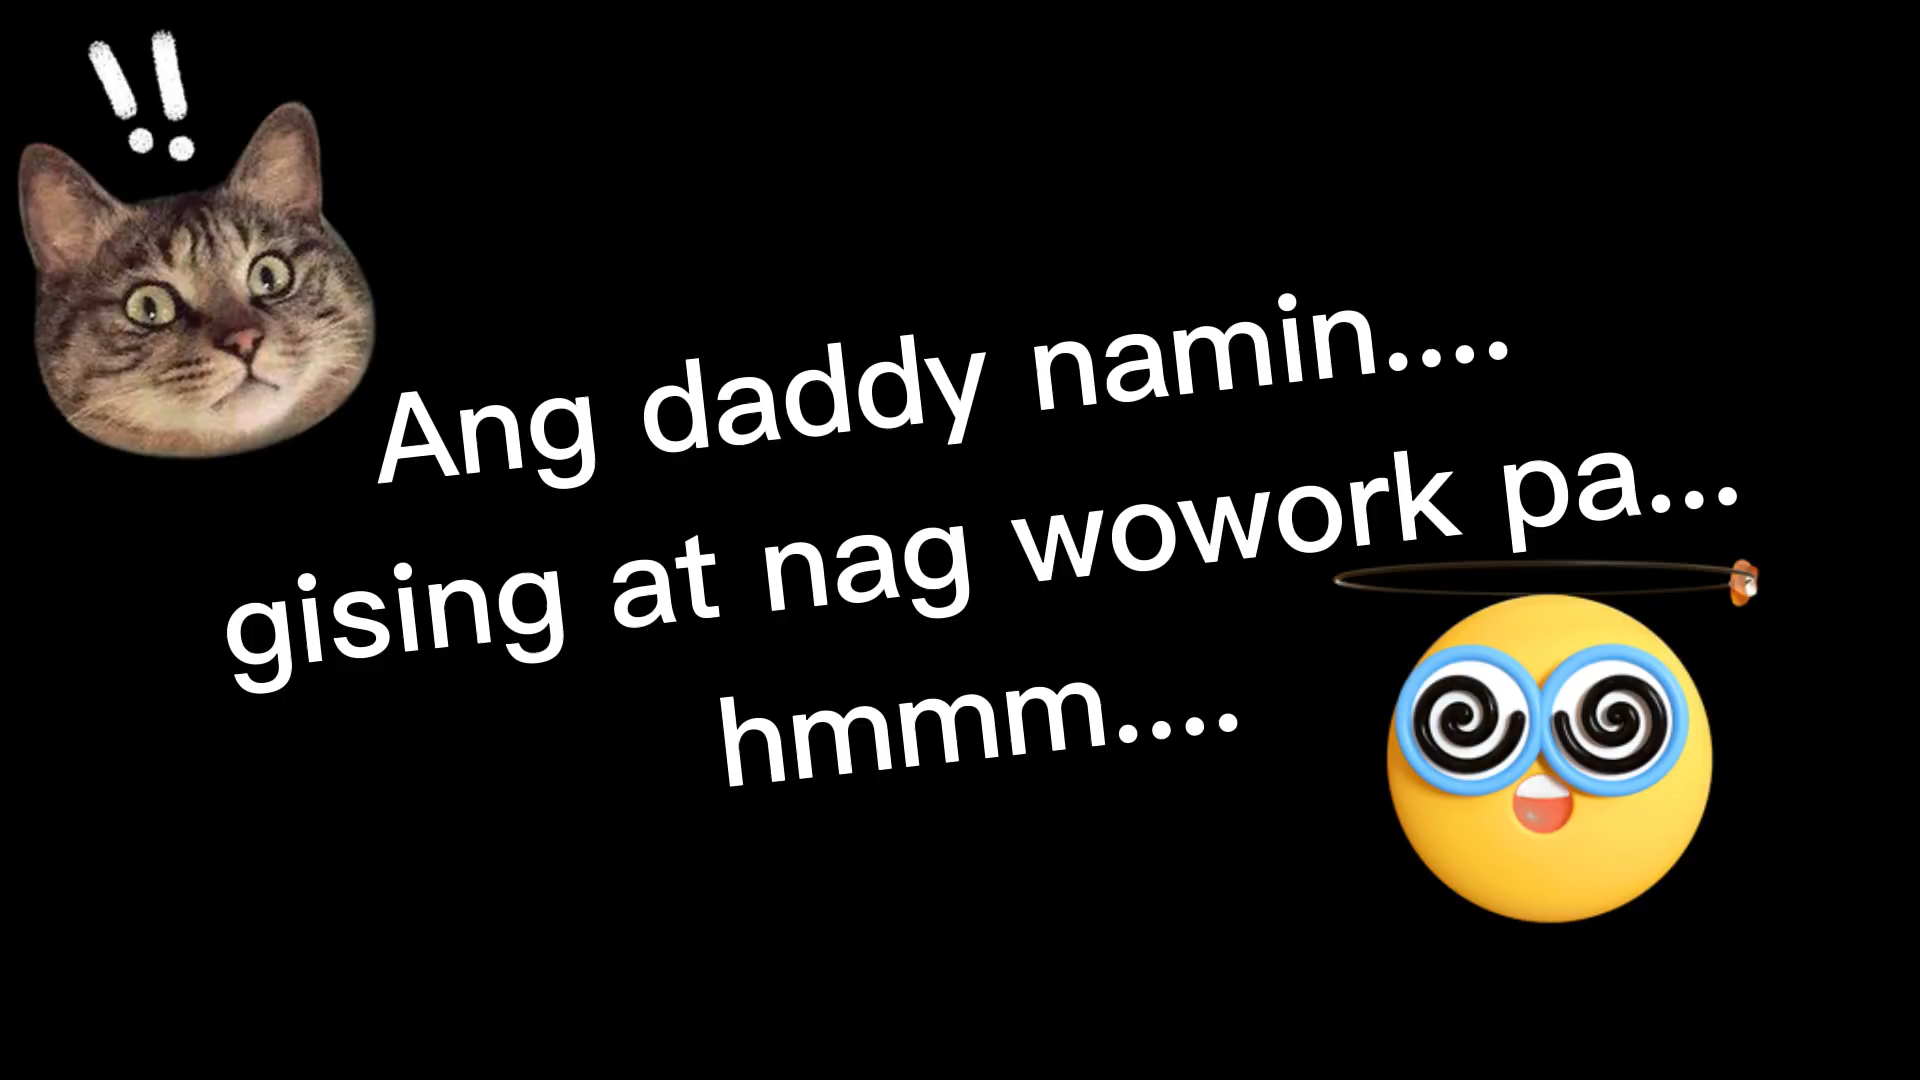 Ang daddy namin....
gising at nag wowork pa...
hmmm....